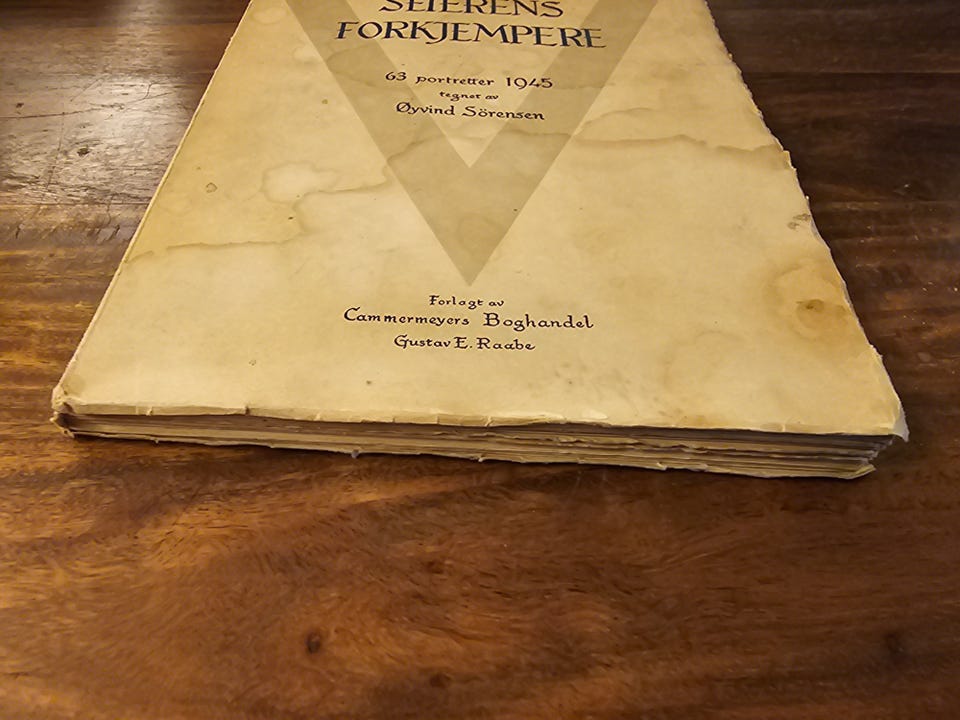 SEIERENS
FORKJEMPERE
63 portretter 1945
tegnet av
Øyvind Sörensen
Forlagt av
Cammermeyers Boghandel
Gustav E. Raabe